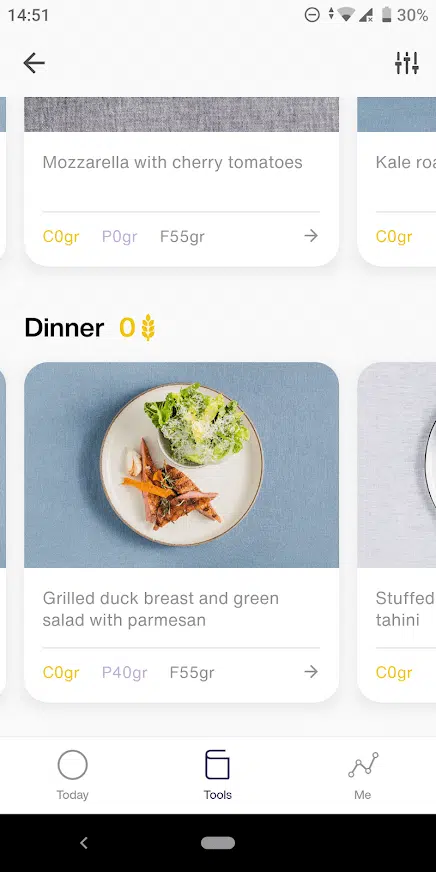 14:51
30%
Mozzarella with cherry tomatoes
Kale roa
C0gr P0gr F55gr
C0gr
Dinner 0
Grilled duck breast and green
salad with parmesan
Stuffed
tahini
C0gr P40gr F55gr
C0gr
Today
Tools
Me